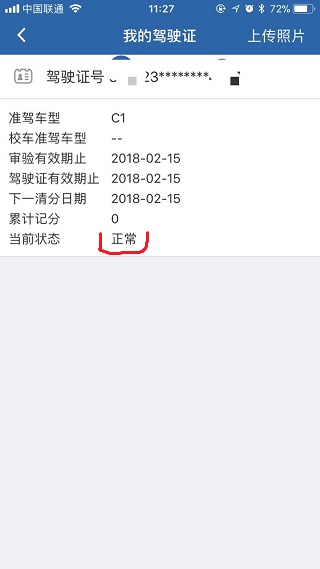 中国联通 11:27 72%
我的驾驶证 上传照片
驾驶证号 23********
准驾车型 C1
校车准驾车型 --
审验有效期止 2018-02-15
驾驶证有效期止 2018-02-15
下一清分日期 2018-02-15
累计记分 0
当前状态 正常